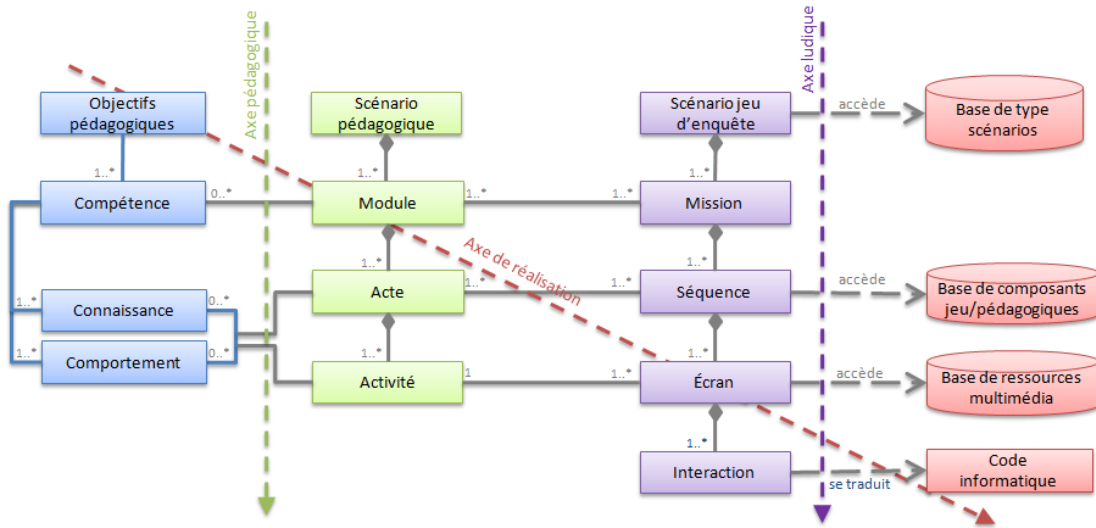 Axe pédagogique
Axe ludique
Objectifs
pédagogiques
Scénario
pédagogique
Scénario jeu
d'enquête
accède
Base de type
scénarios
1..*
1..*
1..*
Compétence
0..*
Module
1..*
1..*
Mission
Axe de réalisation
1..*
1..*
1..*
Connaissance
0..*
Acte
1..*
1..*
Séquence
accède
Base de composants
jeu/pédagogiques
1..*
Comportement
0..*
1..*
1..*
Activité
1
1..*
Écran
accède
Base de ressources
multimédia
1..*
Interaction
se traduit
Code
informatique